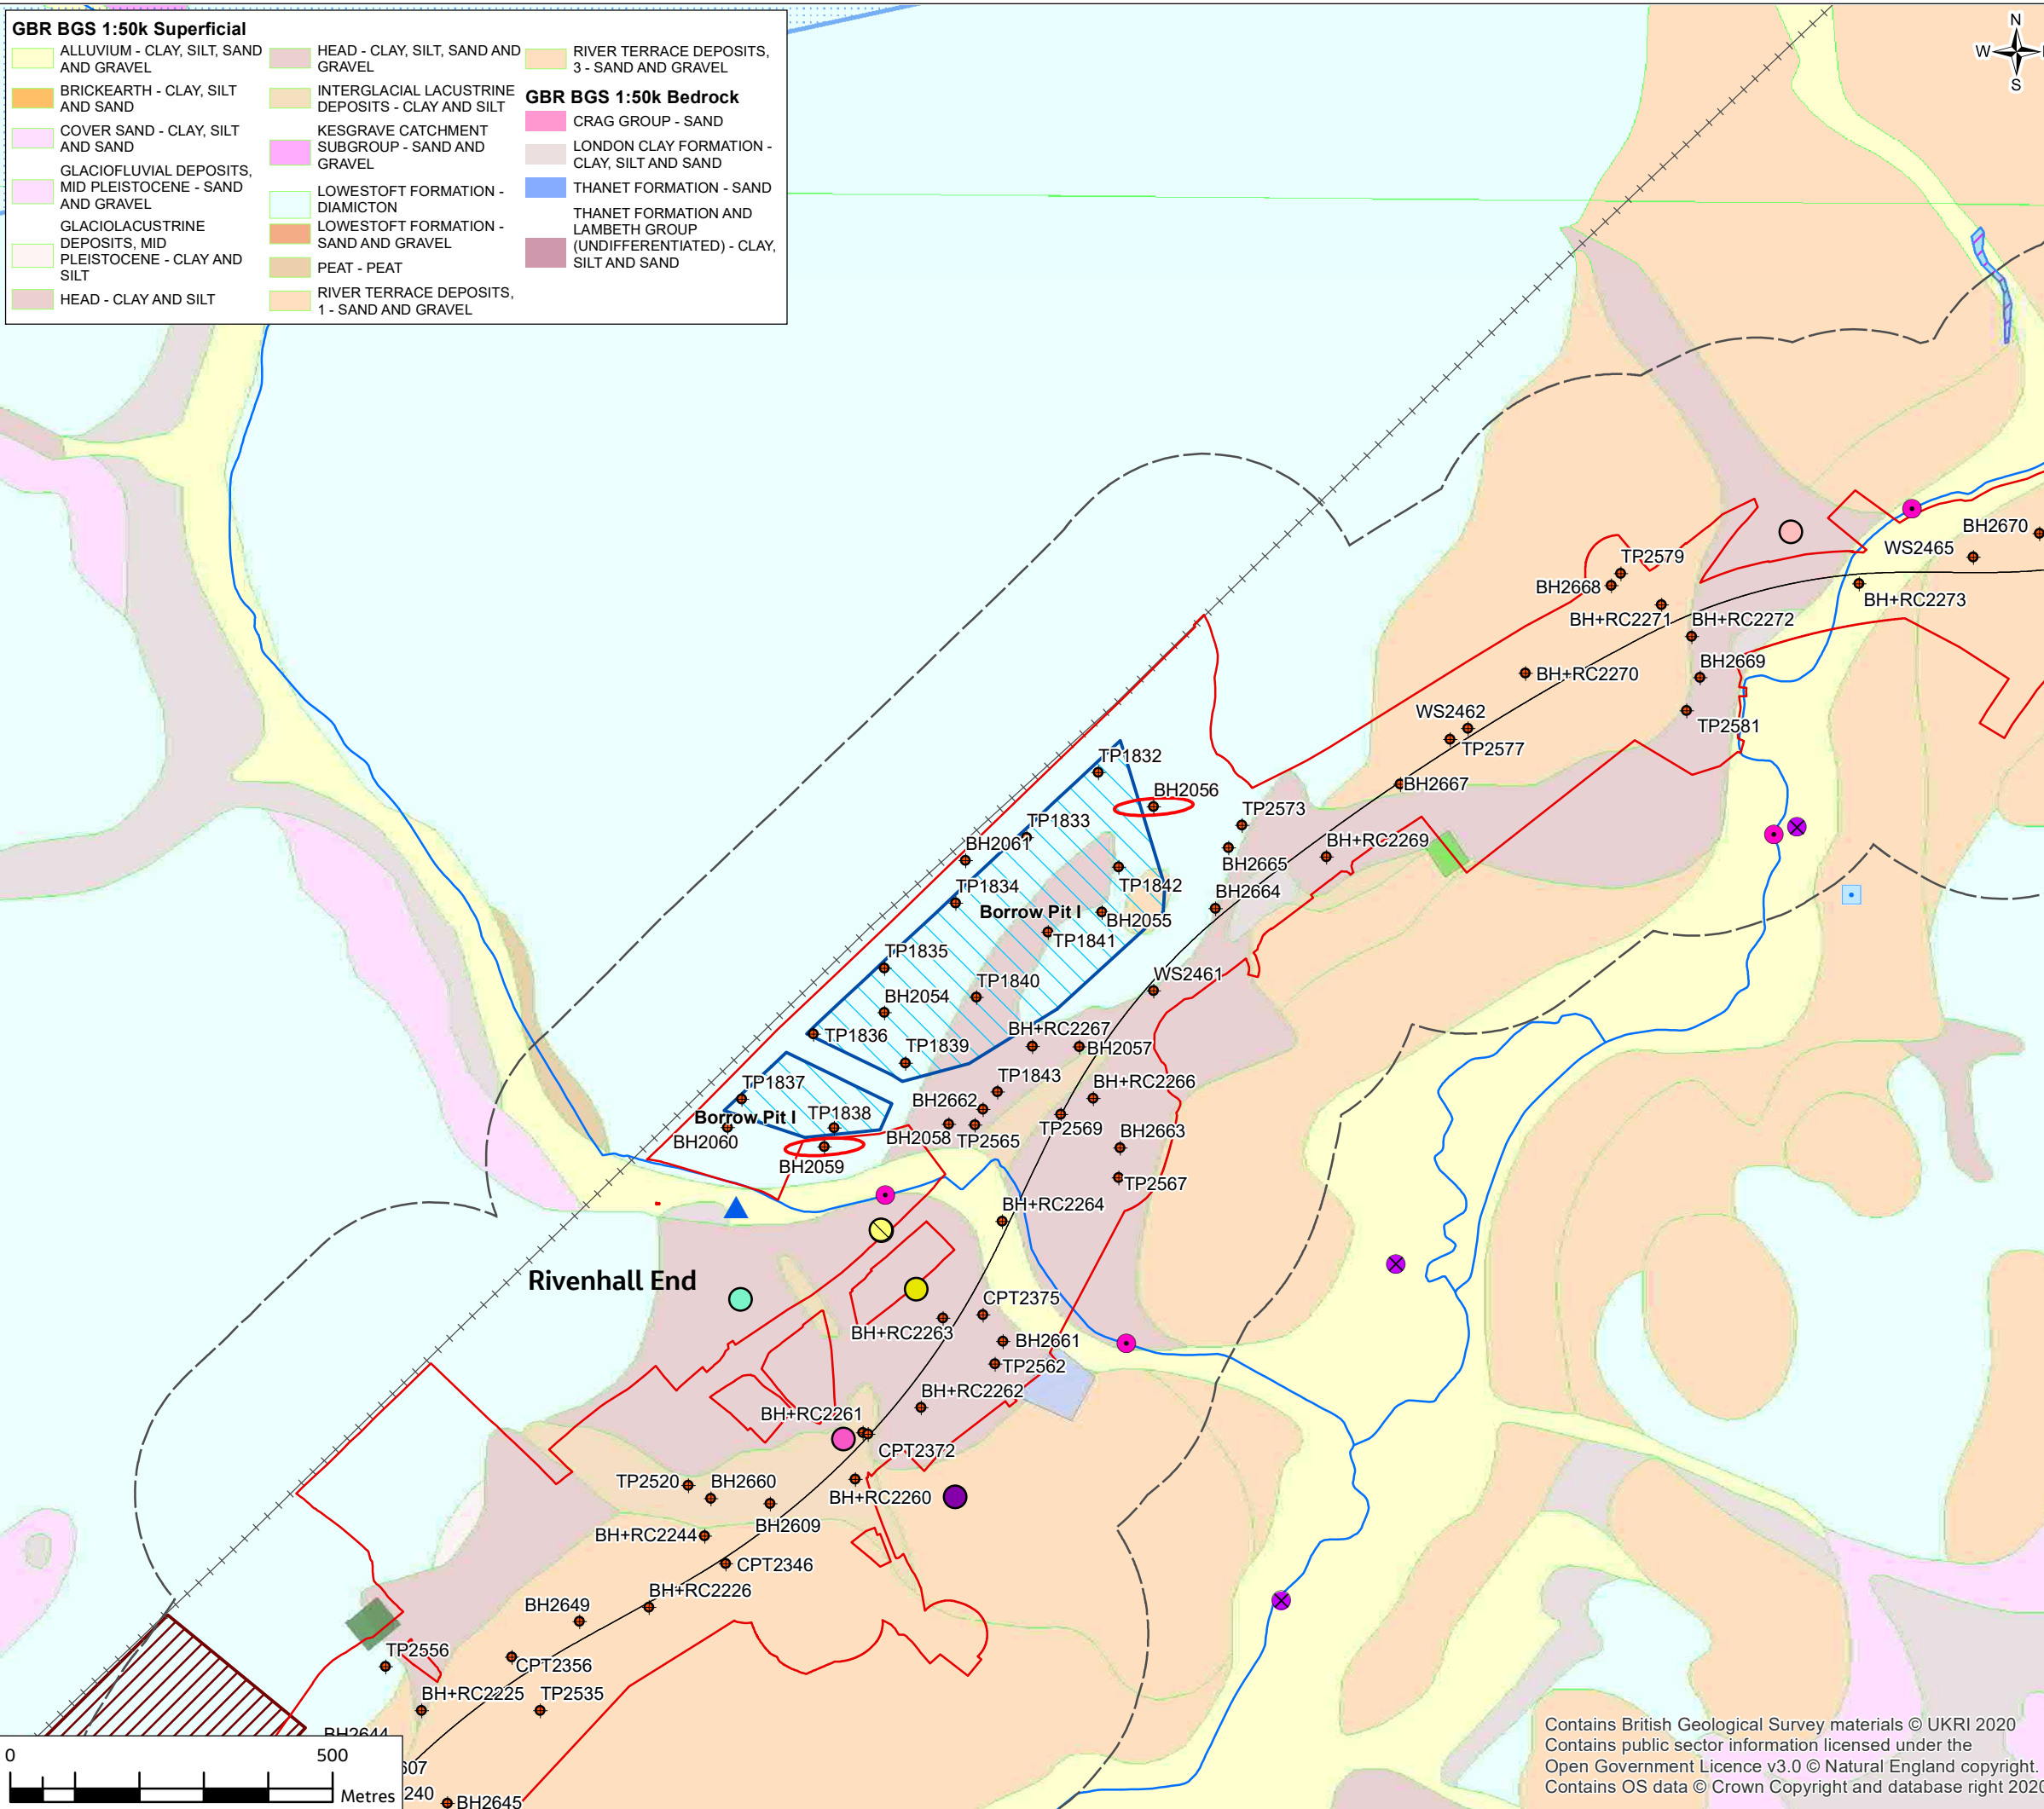 GBR BGS 1:50k Superficial
ALLUVIUM - CLAY, SILT, SAND
AND GRAVEL
BRICKEARTH - CLAY, SILT
AND SAND
COVER SAND - CLAY, SILT
AND SAND
GLACIOFLUVIAL DEPOSITS,
MID PLEISTOCENE - SAND
AND GRAVEL
GLACIOLACUSTRINE
DEPOSITS, MID
PLEISTOCENE - CLAY AND
SILT
HEAD - CLAY AND SILT
HEAD - CLAY, SILT, SAND AND
GRAVEL
INTERGLACIAL LACUSTRINE
DEPOSITS - CLAY AND SILT
KESGRAVE CATCHMENT
SUBGROUP - SAND AND
GRAVEL
LOWESTOFT FORMATION -
DIAMICTON
LOWESTOFT FORMATION -
SAND AND GRAVEL
PEAT - PEAT
RIVER TERRACE DEPOSITS,
1 - SAND AND GRAVEL
RIVER TERRACE DEPOSITS,
3 - SAND AND GRAVEL
GBR BGS 1:50k Bedrock
CRAG GROUP - SAND
LONDON CLAY FORMATION -
CLAY, SILT AND SAND
THANET FORMATION - SAND
THANET FORMATION AND
LAMBETH GROUP
(UNDIFFERENTIATED) - CLAY,
SILT AND SAND
N
W
S
BH2670
WS2465
TP2579
BH2668
BH+RC2273
BH+RC2271
BH+RC2272
BH2669
BH+RC2270
WS2462
TP2581
TP2577
TP1832
BH2667
BH2056
TP2573
TP1833
BH2061
BH+RC2269
BH2665
TP1834
TP1842
BH2664
Borrow Pit I
BH2055
TP1841
TP1835
WS2461
TP1840
BH2054
BH+RC2267
TP1836
TP1839
BH2057
TP1837
TP1843
BH+RC2266
BH2662
Borrow Pit I
TP1838
BH2060
BH2058
TP2565
TP2569
BH2663
BH2059
TP2567
BH+RC2264
Rivenhall End
CPT2375
BH+RC2263
BH2661
TP2562
BH+RC2262
BH+RC2261
CPT2372
TP2520
BH2660
BH+RC2260
BH2609
BH+RC2244
CPT2346
BH+RC2226
BH2649
TP2556
CPT2356
BH+RC2225
TP2535
BH2644
607
240
BH2645
0
500
Metres
Contains British Geological Survey materials © UKRI 2020
Contains public sector information licensed under the
Open Government Licence v3.0 © Natural England copyright.
Contains OS data © Crown Copyright and database right 2020